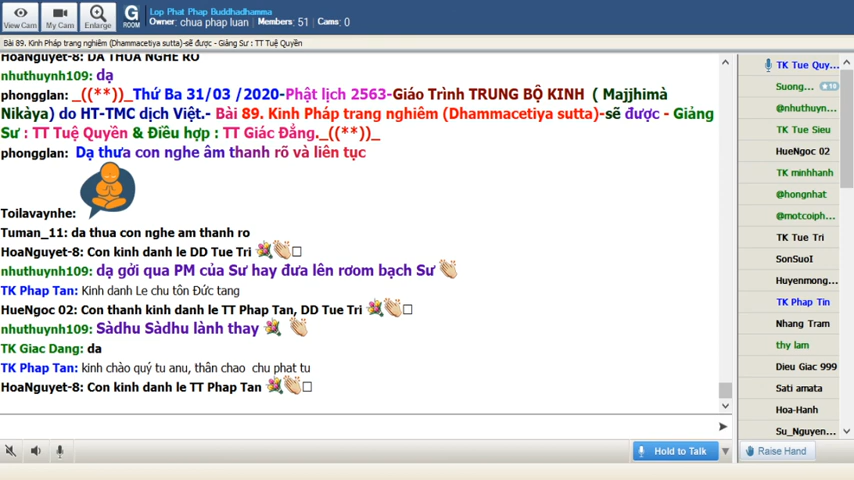 View Cam
My Cam
Enlarge
G
ROOM
Lop Phat Phap Buddhadhamma
Owner: chua phap luan Members: 51 Cams: 0
Bài 89. Kinh Pháp trang nghiêm (Dhammacetiya sutta)-sẽ được - Giảng Sư : TT Tuệ Quyền
HoaNguyet-8: DA THUA NGHE RO
nhuthuynh109: dạ
phongglan: _((**))_Thứ Ba 31/03 /2020-Phật lịch 2563-Giáo Trình TRUNG BỘ KINH ( Majjhimà
Nikàya) do HT-TMC dịch Việt.- Bài 89. Kinh Pháp trang nghiêm (Dhammacetiya sutta)-sẽ được - Giảng
Sư : TT Tuệ Quyền & Điều hợp : TT Giác Đẳng._((**))_
phongglan: Dạ thưa con nghe âm thanh rõ và liên tục
Toilavaynhe:
Tuman_11: da thua con nghe am thanh ro
HoaNguyet-8: Con kinh danh le DD Tue Tri
nhuthuynh109: dạ gởi qua PM của Sư hay đưa lên rơom bạch Sư
TK Phap Tan: Kinh danh Le chu tôn Đức tang
HueNgoc 02: Con thanh kinh danh le TT Phap Tan, DD Tue Tri
nhuthuynh109: Sàdhu Sàdhu lành thay
TK Giac Dang: da
TK Phap Tan: kinh chào quý tu anu, thân chao chu phat tu
HoaNguyet-8: Con kinh danh le TT Phap Tan
TK Tue Quy...
Suong...
10
@nhuthuyn...
TK Tue Sieu
HueNgoc 02
TK minhhanh
@hongnhat
@motcoiph...
TK Tue Tri
SonSuoI
Huyenmong...
TK Phap Tin
Nhang Tram
thy lam
Dieu Giac 999
Sati amata
Hoa-Hanh
Su_Nguyen...
Hold to Talk
Raise Hand